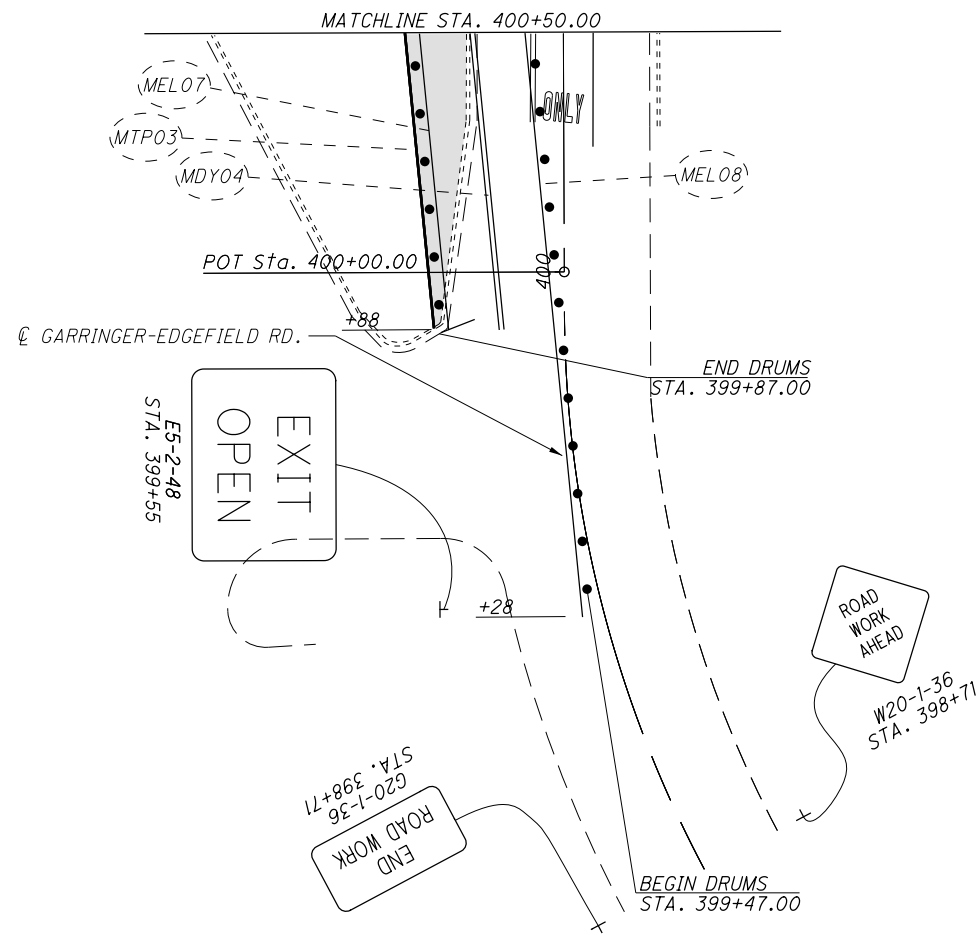 MATCHLINE STA. 400+50.00
MEL07
ONLY
MTP03
MDY04
MEL08
POT Sta. 400+00.00
400
+88
℄ GARRINGER-EDGEFIELD RD.
END DRUMS
STA. 399+87.00
EXIT
OPEN
E5-2-48
STA. 399+55
+28
ROAD
WORK
AHEAD
W20-1-36
STA. 398+71
END
ROAD WORK
G20-1-36
STA. 398+71
BEGIN DRUMS
STA. 399+47.00